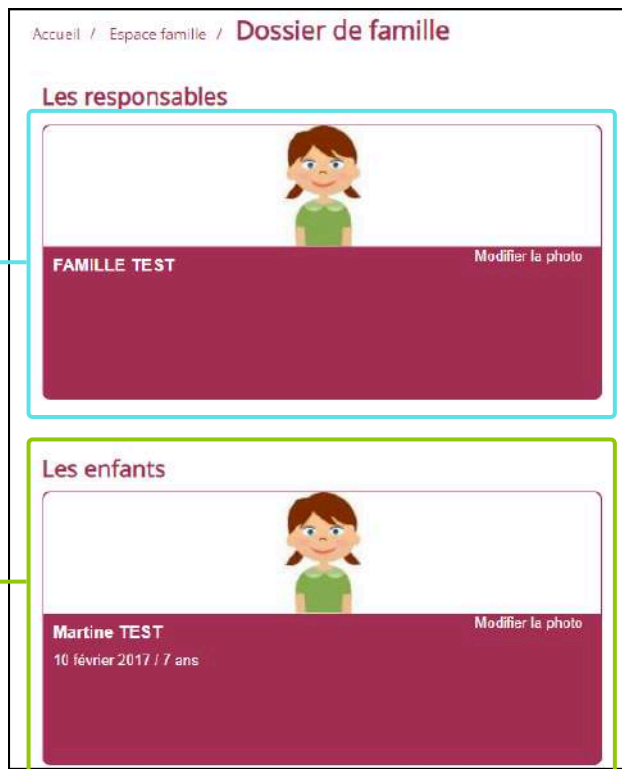 Accueil / Espace famille / Dossier de famille
Les responsables
FAMILLE TEST
Modifier la photo
Les enfants
Martine TEST
Modifier la photo
10 février 2017 / 7 ans